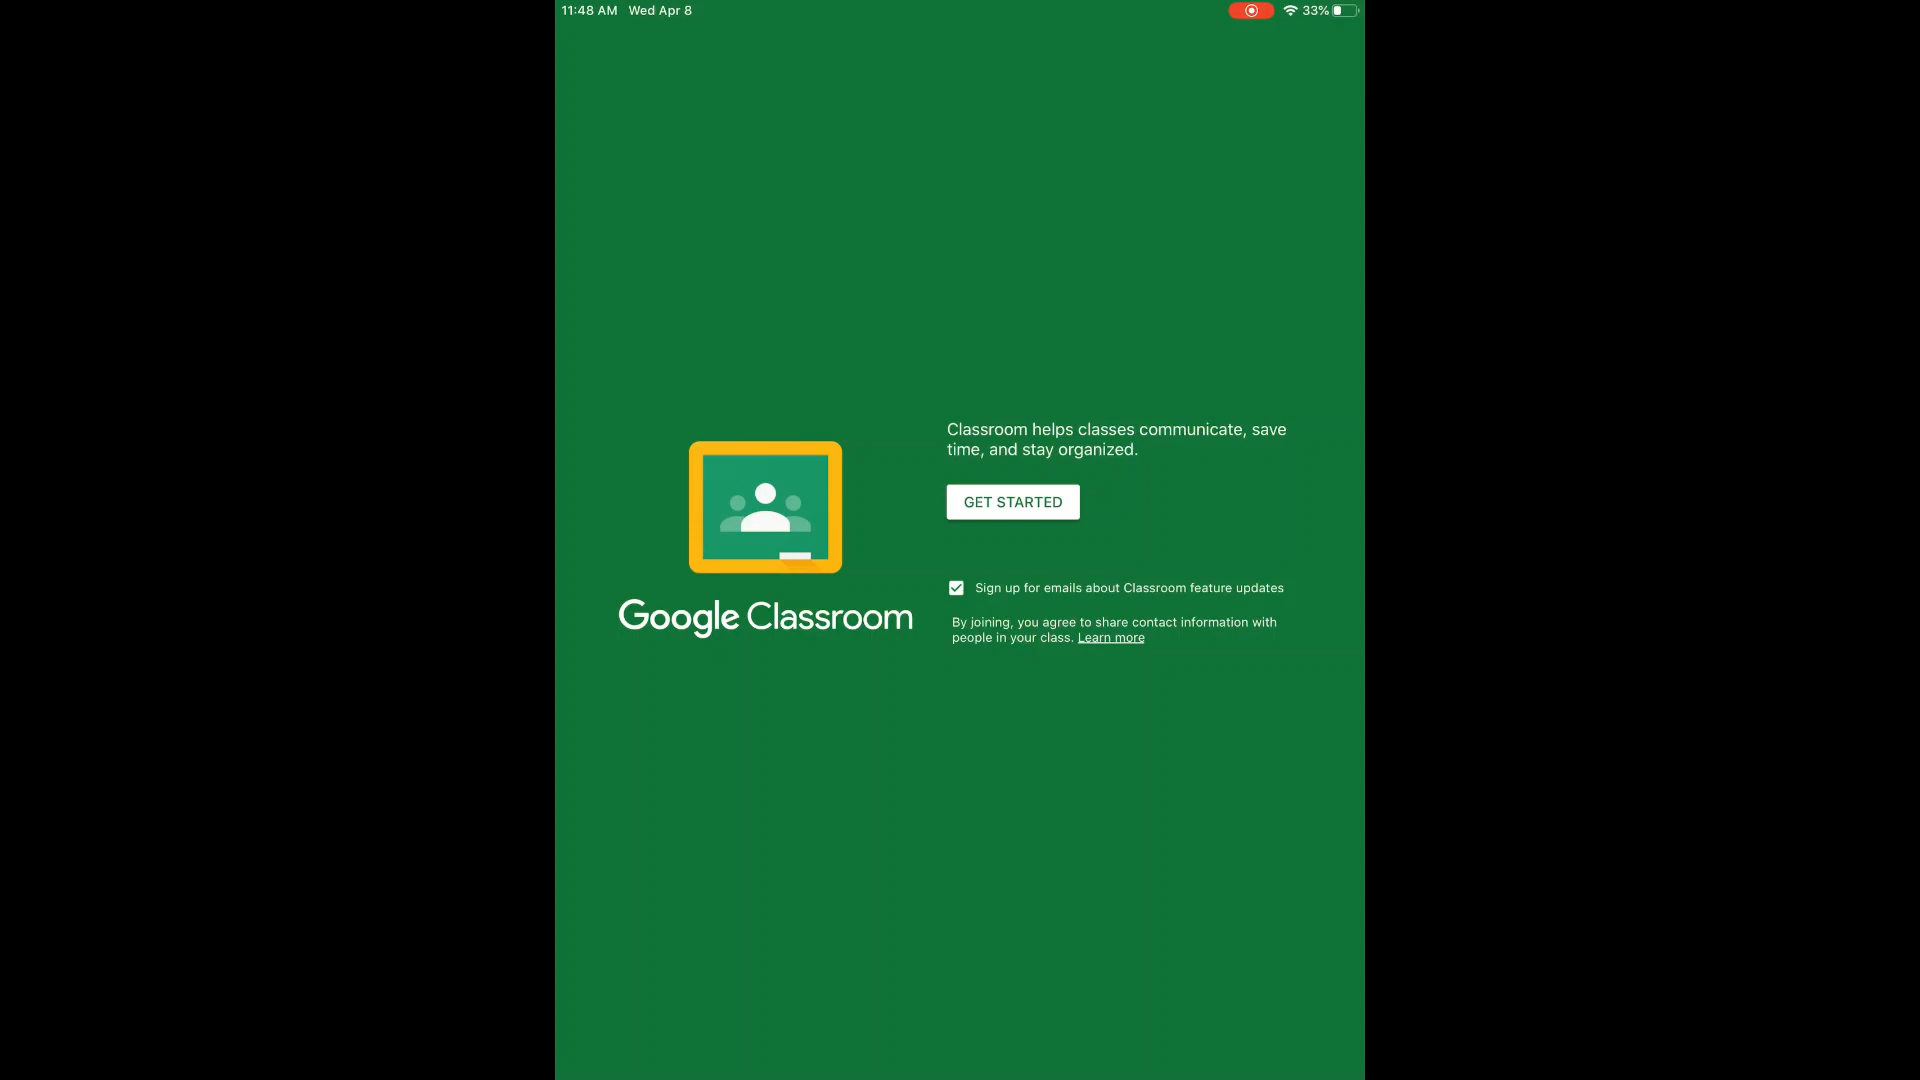 11:48 AM Wed Apr 8
33%
Classroom helps classes communicate, save
time, and stay organized.
GET STARTED
Google Classroom
Sign up for emails about Classroom feature updates
By joining, you agree to share contact information with
people in your class. Learn more